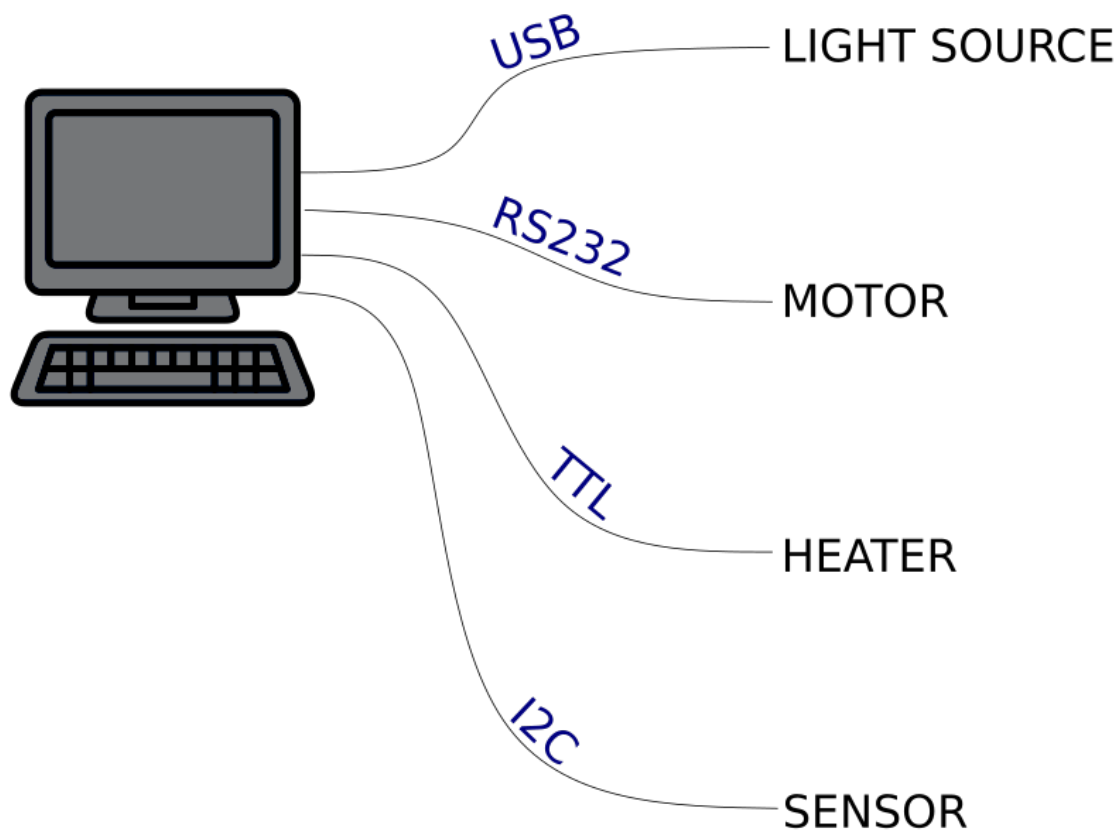 USB
LIGHT SOURCE
RS232
MOTOR
TTL
HEATER
I2C
SENSOR